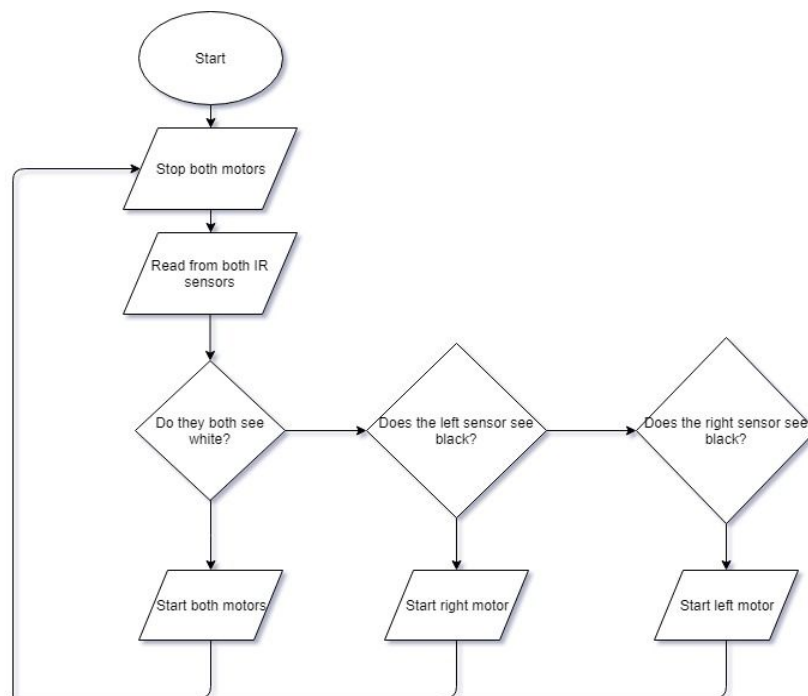 Start
Stop both motors
Read from both IR
sensors
Do they both see
white?
Does the left sensor see
black?
Does the right sensor see
black?
Start both motors
Start right motor
Start left motor